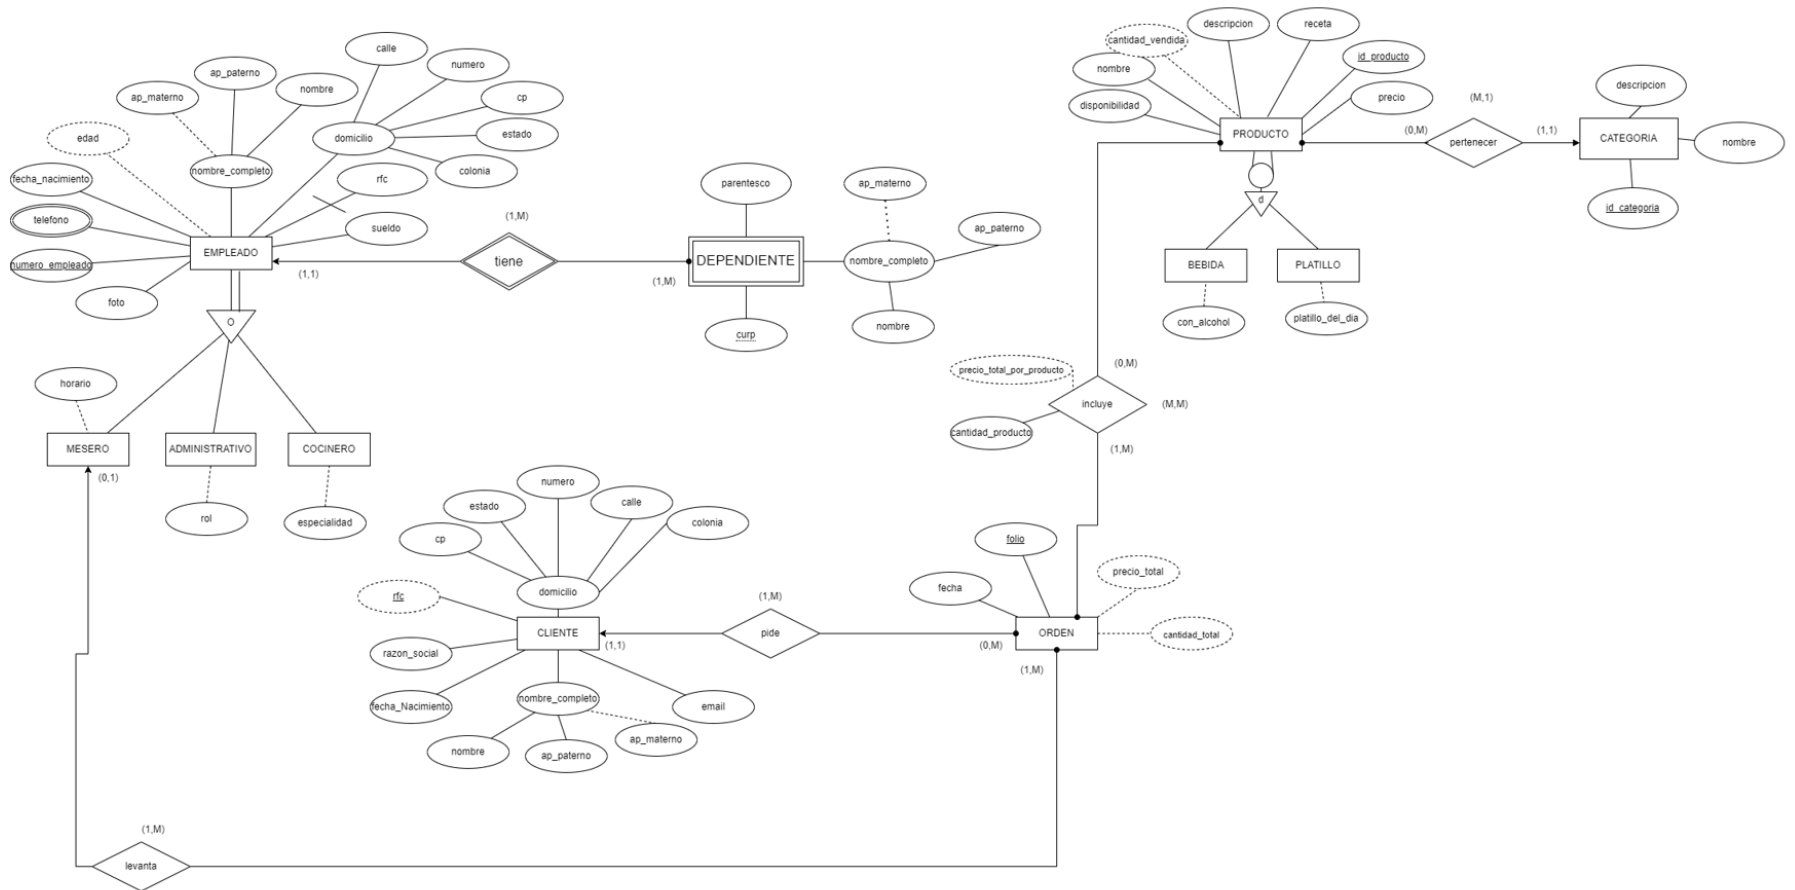 descripcion
receta
cantidad_vendida
id_producto
nombre
precio
disponibilidad
PRODUCTO
(M,1)
(0,M)
pertenecer
(1,1)
descripcion
CATEGORIA
nombre
id_categoria
d
BEBIDA
PLATILLO
con_alcohol
platillo_del_dia
calle
numero
cp
estado
colonia
domicilio
ap_paterno
ap_materno
nombre
nombre_completo
edad
fecha_nacimiento
telefono
numero_empleado
foto
rfc
sueldo
EMPLEADO
(1,1)
(1,M)
tiene
(1,M)
parentesco
DEPENDIENTE
curp
ap_materno
ap_paterno
nombre_completo
nombre
O
horario
MESERO
ADMINISTRATIVO
COCINERO
(0,1)
rol
especialidad
(0,M)
precio_total_por_producto
incluye
(M,M)
cantidad_producto
(1,M)
numero
estado
calle
colonia
cp
domicilio
rfc
CLIENTE
(1,1)
razon_social
fecha_Nacimiento
nombre_completo
email
nombre
ap_paterno
ap_materno
(1,M)
pide
(0,M)
folio
fecha
precio_total
ORDEN
cantidad_total
(1,M)
(1,M)
levanta